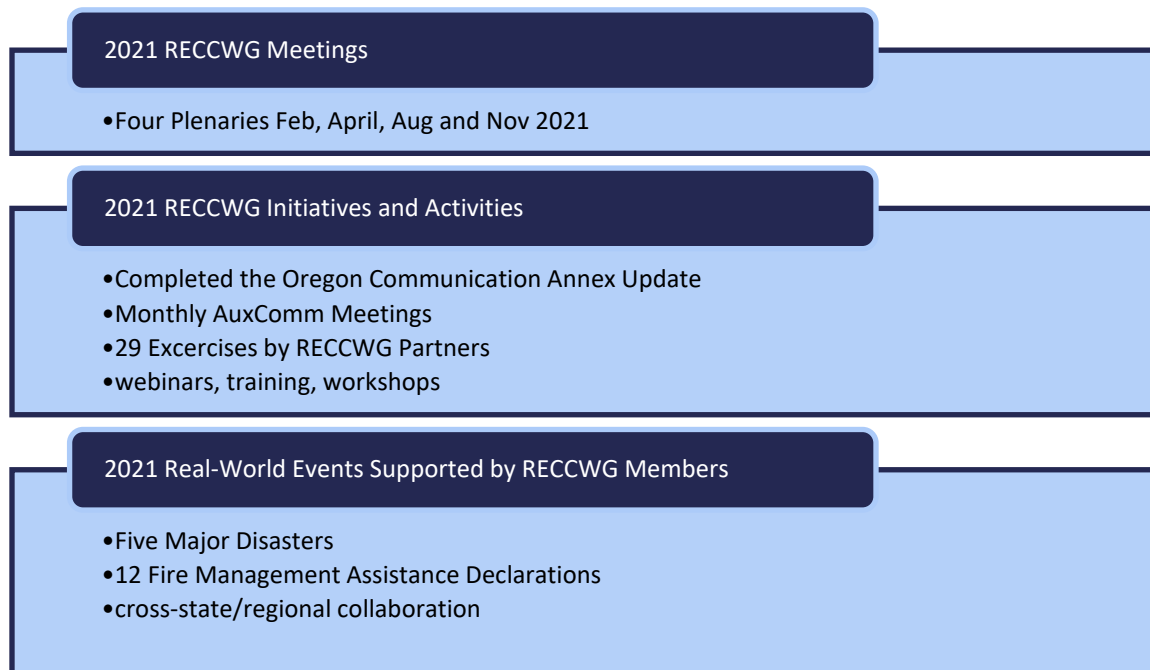 2021 RECCWG Meetings
•Four Plenaries Feb, April, Aug and Nov 2021
2021 RECCWG Initiatives and Activities
•Completed the Oregon Communication Annex Update
•Monthly AuxComm Meetings
•29 Excercises by RECCWG Partners
•webinars, training, workshops
2021 Real-World Events Supported by RECCWG Members
•Five Major Disasters
•12 Fire Management Assistance Declarations
•cross-state/regional collaboration